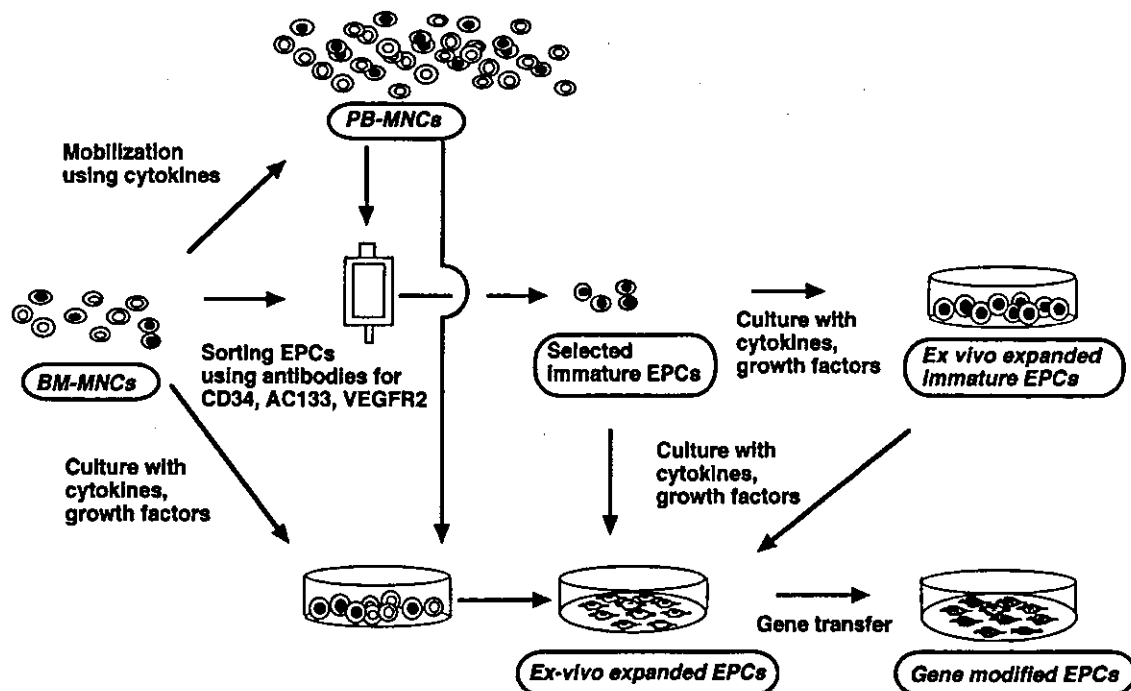 PB-MNCs
Mobilization
using cytokines
BM-MNCs
Sorting EPCs
using antibodies for
CD34, AC133, VEGFR2
Selected
immature EPCs
Culture with
cytokines,
growth factors
Ex vivo expanded
immature EPCs
Culture with
cytokines,
growth factors
Culture with
cytokines,
growth factors
Ex-vivo expanded EPCs
Gene transfer
Gene modified EPCs